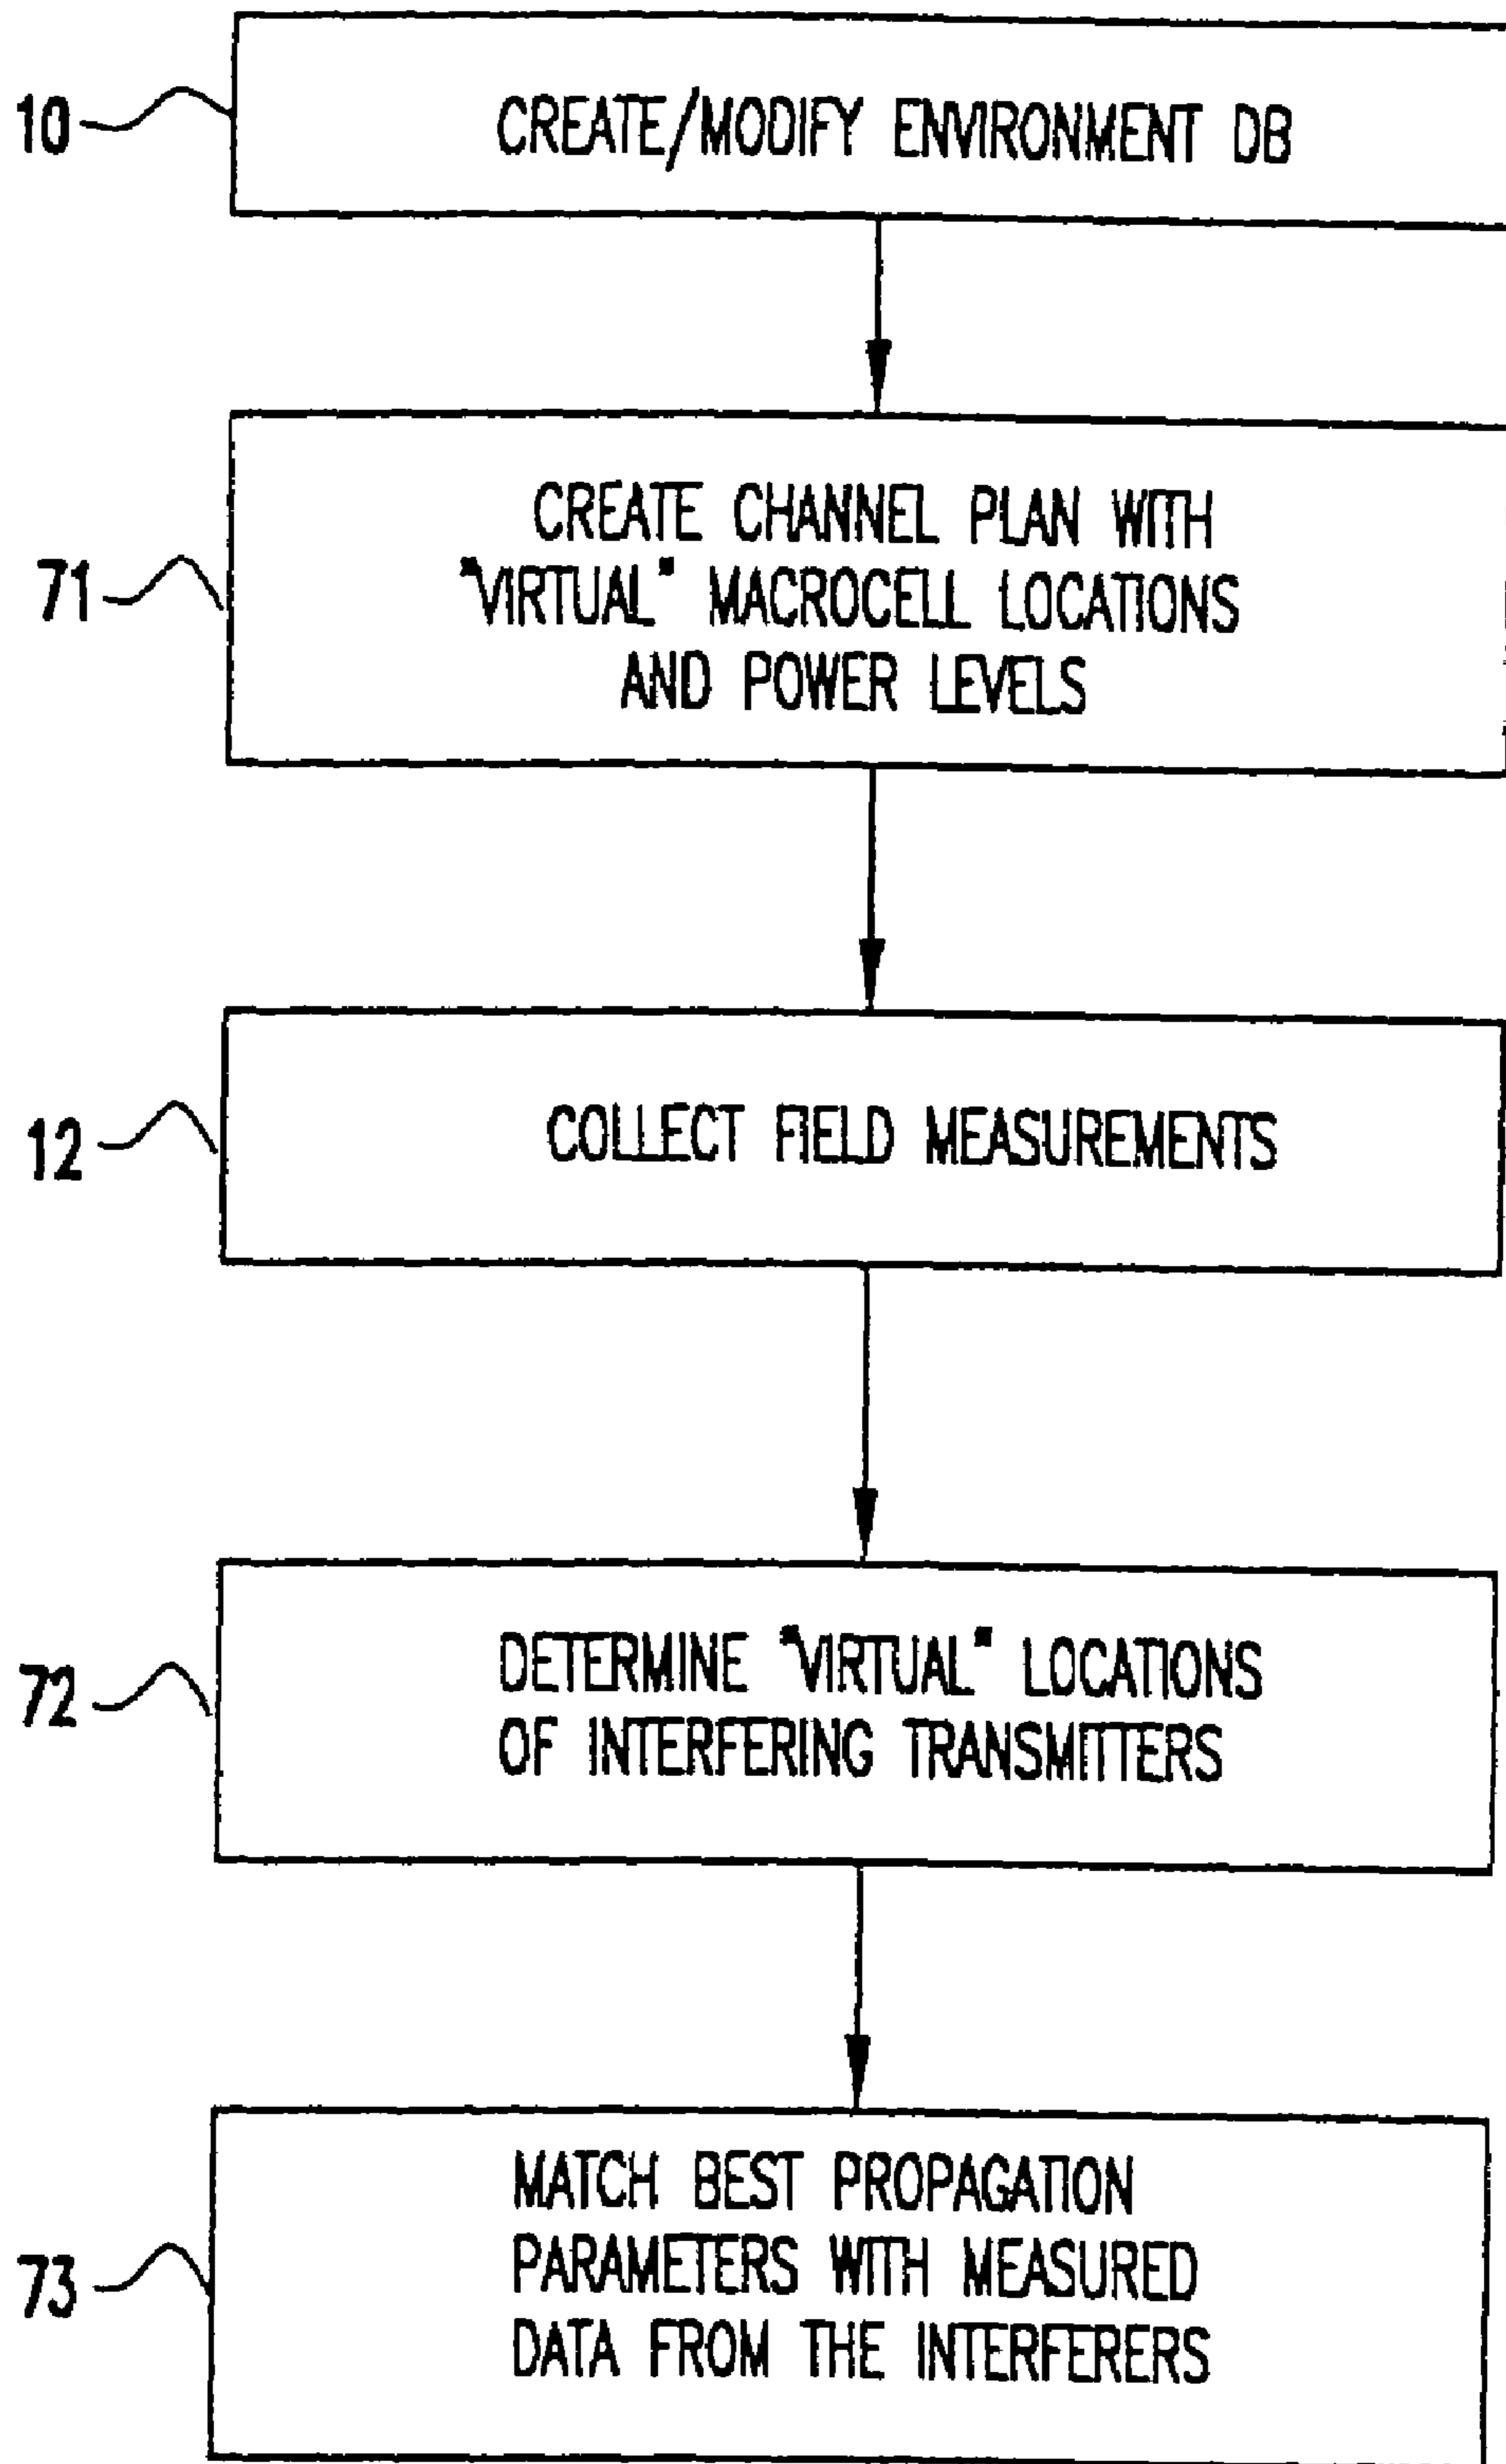 10
CREATE/MODIFY ENVIRONMENT DB
71
CREATE CHANNEL PLAN WITH
"VIRTUAL" MACROCELL LOCATIONS
AND POWER LEVELS
12
COLLECT FIELD MEASUREMENTS
72
DETERMINE "VIRTUAL" LOCATIONS
OF INTERFERING TRANSMITTERS
73
MATCH BEST PROPAGATION
PARAMETERS WITH MEASURED
DATA FROM THE INTERFERERS